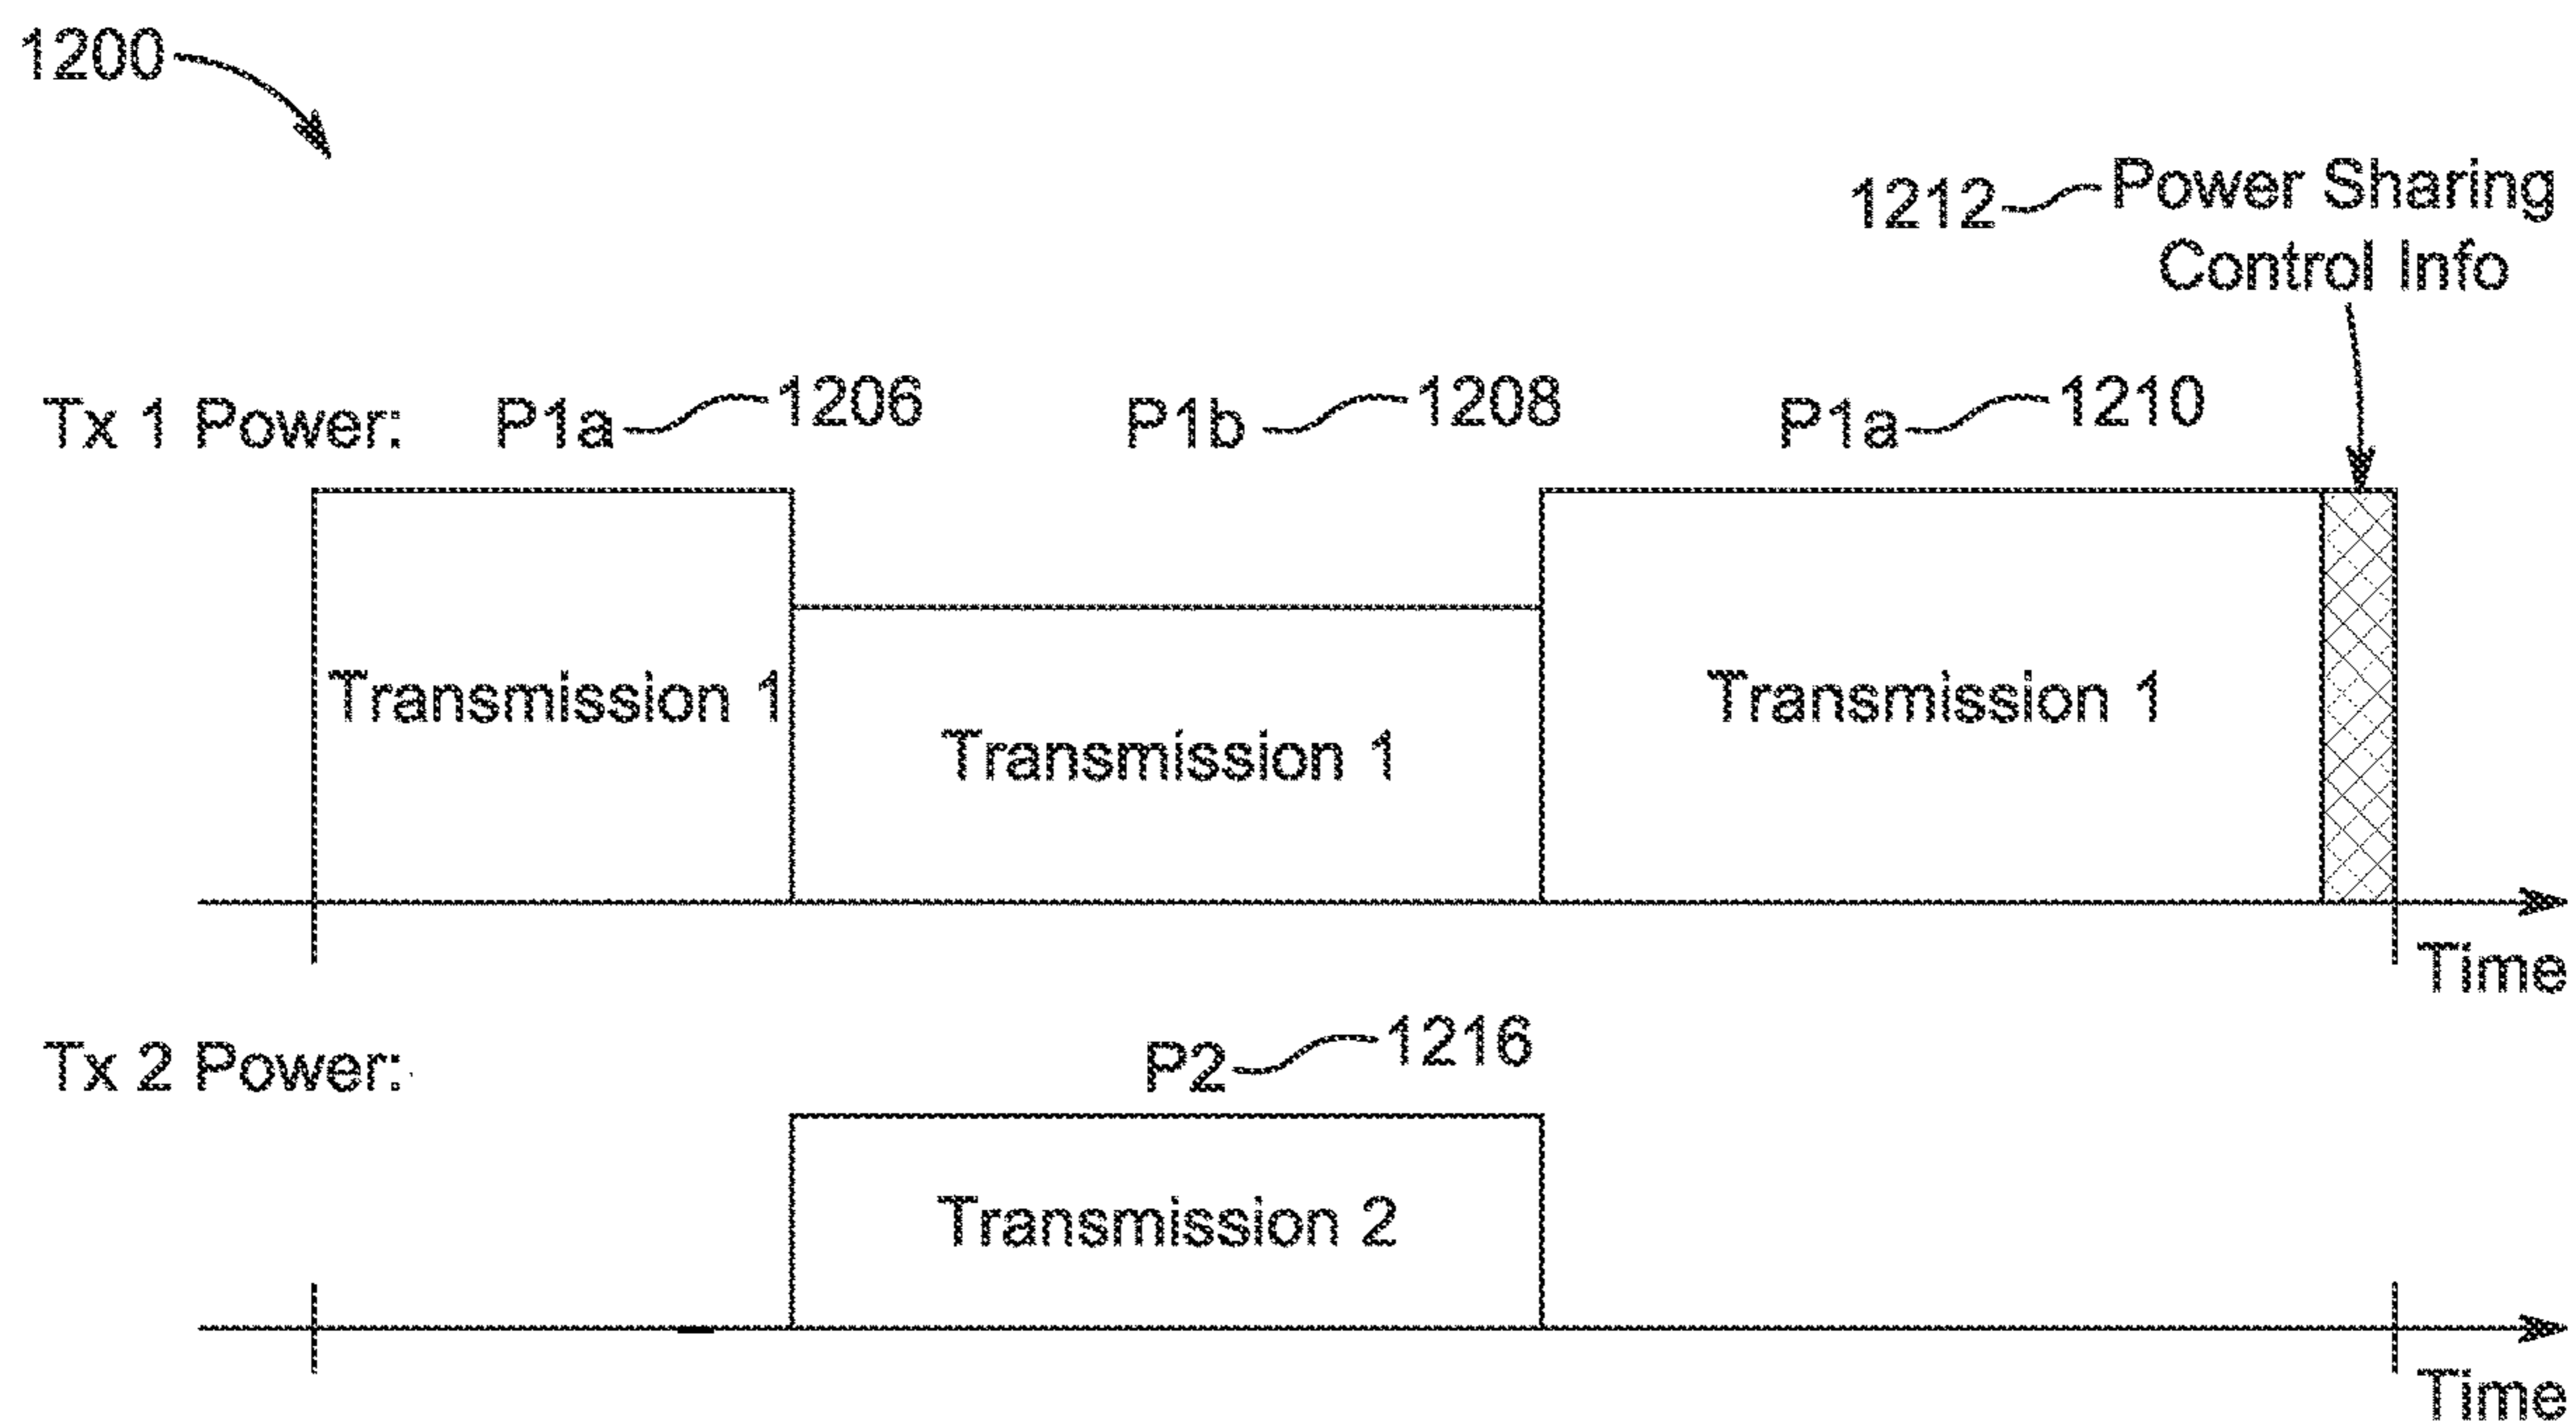 1200
1212 Power Sharing
Control Info
Tx 1 Power: P1a 1206 P1b 1208 P1a 1210
Transmission 1 Transmission 1
Transmission 1
Time
Tx 2 Power: P2 1216
Transmission 2
Time